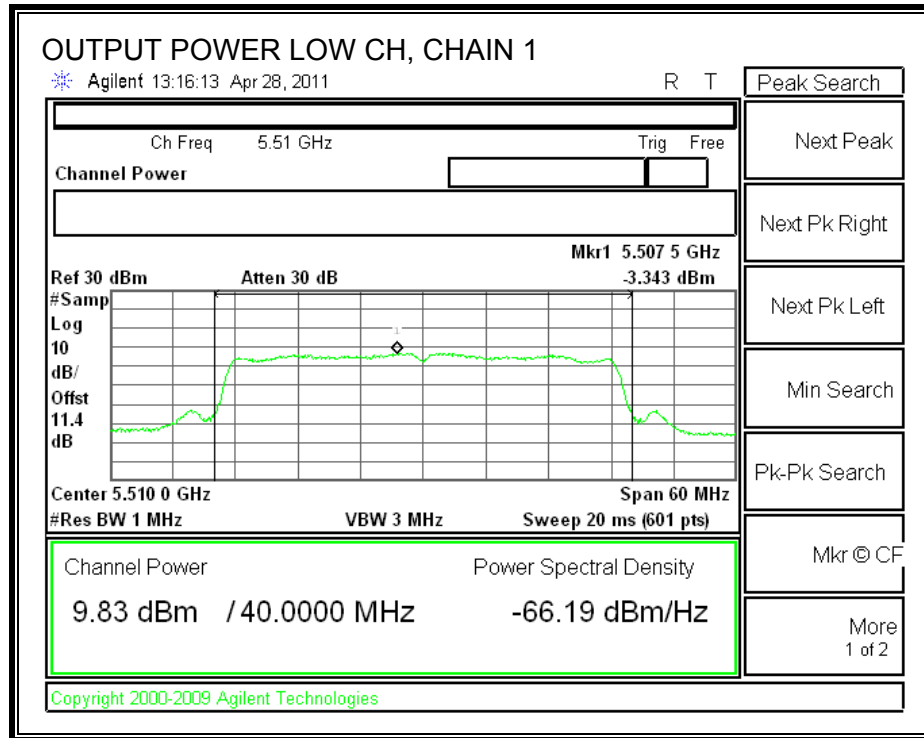 OUTPUT POWER LOW CH, CHAIN 1
Agilent 13:16:13 Apr 28, 2011 R T
Peak Search
Ch Freq 5.51 GHz Trig Free
Next Peak
Channel Power
Next Pk Right
Mkr1 5.507 5 GHz
Ref 30 dBm Atten 30 dB -3.343 dBm
#Samp
Log
10
dB/
Offst
11.4
dB
1
Next Pk Left
Min Search
Pk-Pk Search
Center 5.510 0 GHz Span 60 MHz
#Res BW 1 MHz VBW 3 MHz Sweep 20 ms (601 pts)
Mkr © CF
Channel Power Power Spectral Density
9.83 dBm / 40.0000 MHz -66.19 dBm/Hz
More
1 of 2
Copyright 2000-2009 Agilent Technologies